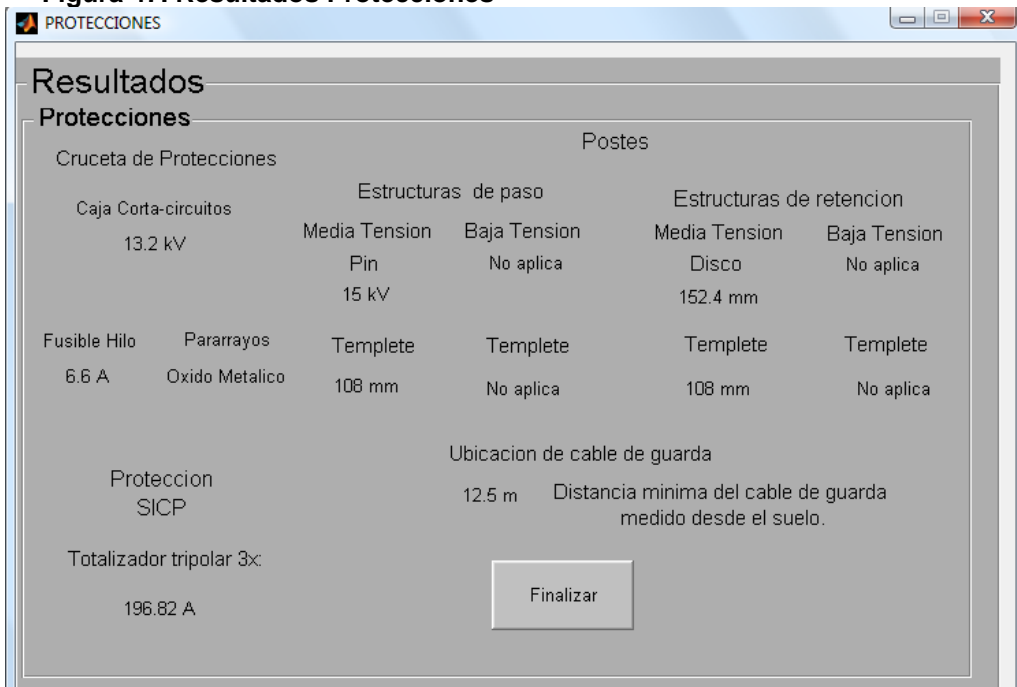 PROTECCIONES
Resultados
Protecciones
Postes
Cruceta de Protecciones
Estructuras de paso
Estructuras de retencion
Caja Corta-circuitos
13.2 kV
Media Tension
Baja Tension
Media Tension
Baja Tension
Pin
No aplica
Disco
No aplica
15 kV
152.4 mm
Fusible Hilo
Pararrayos
Templete
Templete
Templete
Templete
6.6 A
Oxido Metalico
108 mm
No aplica
108 mm
No aplica
Ubicacion de cable de guarda
Proteccion
SICP
12.5 m
Distancia minima del cable de guarda
medido desde el suelo.
Totalizador tripolar 3x:
196.82 A
Finalizar